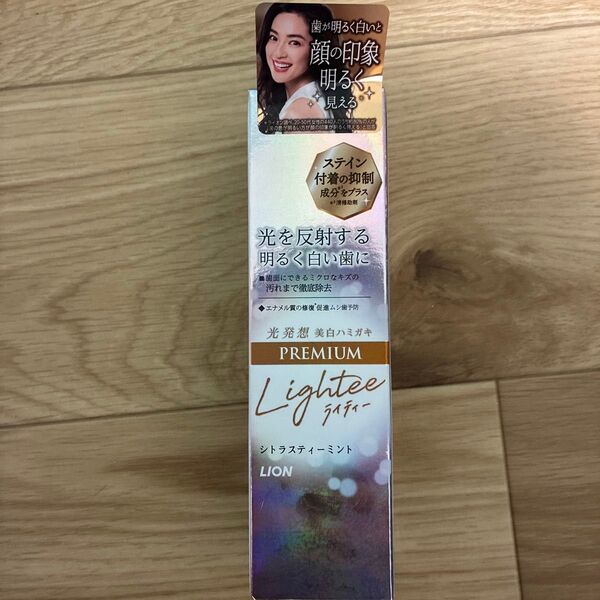 歯が明るく白いと
顔の印象
明るく
見える
ステイン
付着の抑制
成分をプラス
光を反射する
明るく白い歯に
■歯面にできるミクロなキズの
汚れまで徹底除去
◆エナメル質の修復*促進ムシ歯予防
光発想 美白ハミガキ
PREMIUM
Lightee
ライティー
シトラスティーミント
LION